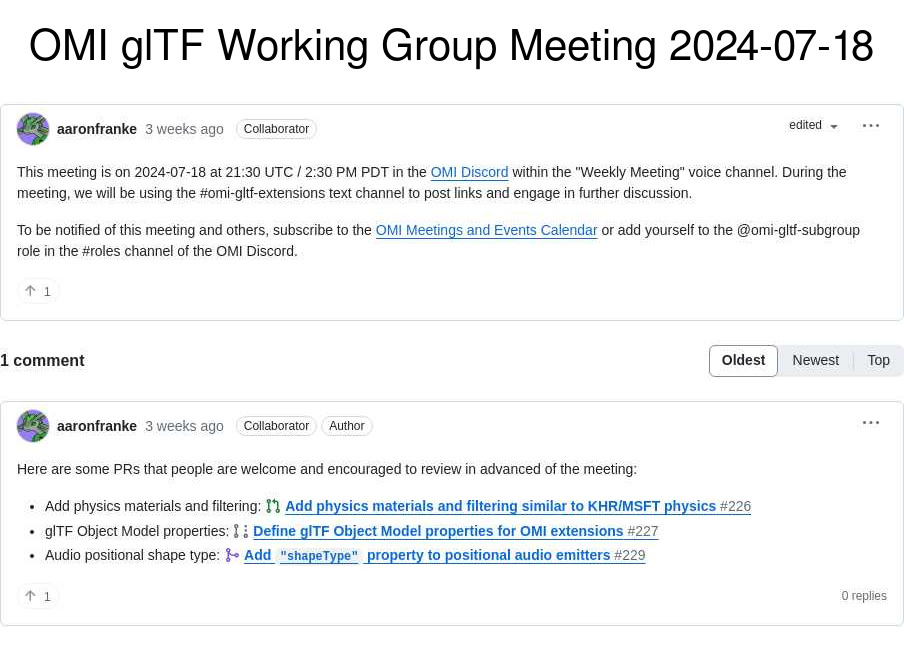 OMI glTF Working Group Meeting 2024-07-18
aaronfranke 3 weeks ago Collaborator edited
This meeting is on 2024-07-18 at 21:30 UTC / 2:30 PM PDT in the OMI Discord within the "Weekly Meeting" voice channel. During the
meeting, we will be using the #omi-gltf-extensions text channel to post links and engage in further discussion.
To be notified of this meeting and others, subscribe to the OMI Meetings and Events Calendar or add yourself to the @omi-gltf-subgroup
role in the #roles channel of the OMI Discord.
1
1 comment Oldest Newest Top
aaronfranke 3 weeks ago Collaborator Author
Here are some PRs that people are welcome and encouraged to review in advanced of the meeting:
Add physics materials and filtering: Add physics materials and filtering similar to KHR/MSFT physics #226
glTF Object Model properties: Define glTF Object Model properties for OMI extensions #227
Audio positional shape type: Add "shapeType" property to positional audio emitters #229
1 0 replies